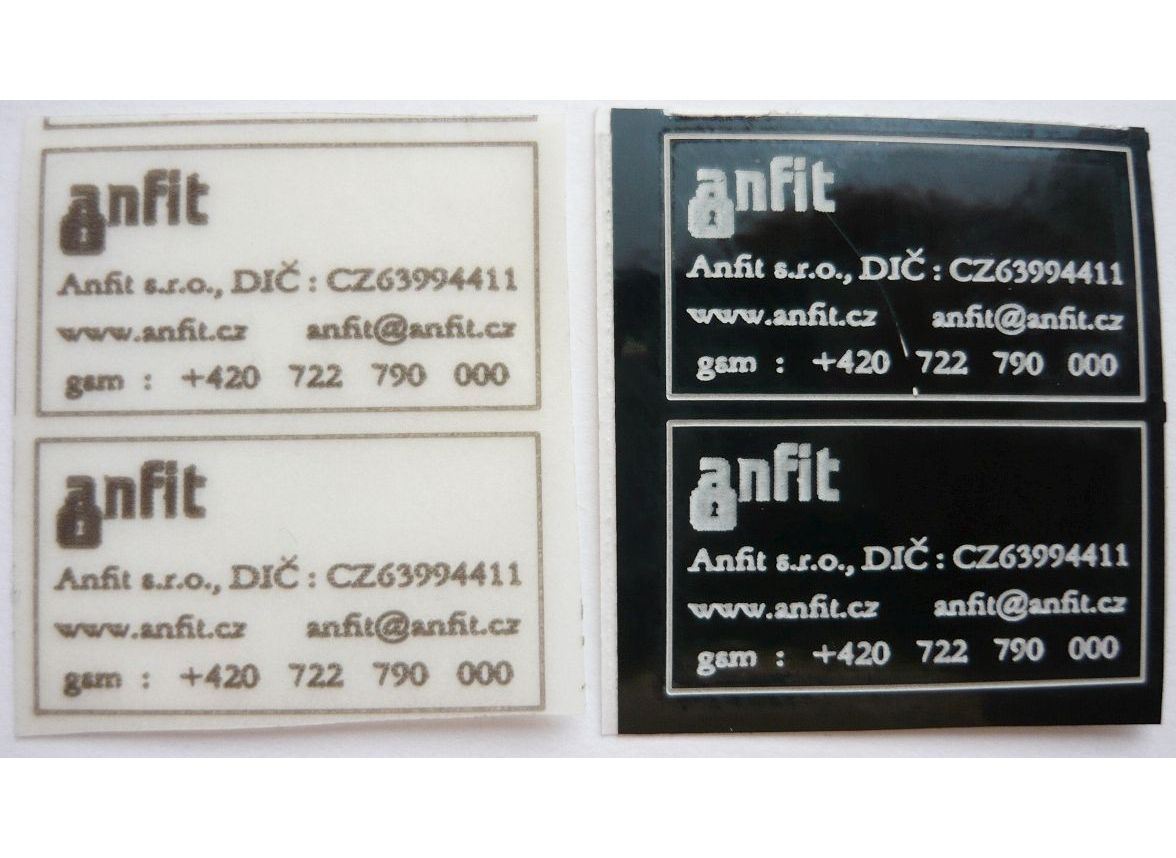 anfit
Anfit s.r.o., DIČ : CZ63994411
www.anfit.cz anfit@anfit.cz
gsm : +420 722 790 000
anfit
Anfit s.r.o., DIČ : CZ63994411
www.anfit.cz anfit@anfit.cz
gsm : +420 722 790 000
anfit
Anfit s.r.o., DIČ : CZ63994411
www.anfit.cz anfit@anfit.cz
gsm : +420 722 790 000
anfit
Anfit s.r.o., DIČ : CZ63994411
www.anfit.cz anfit@anfit.cz
gsm : +420 722 790 000